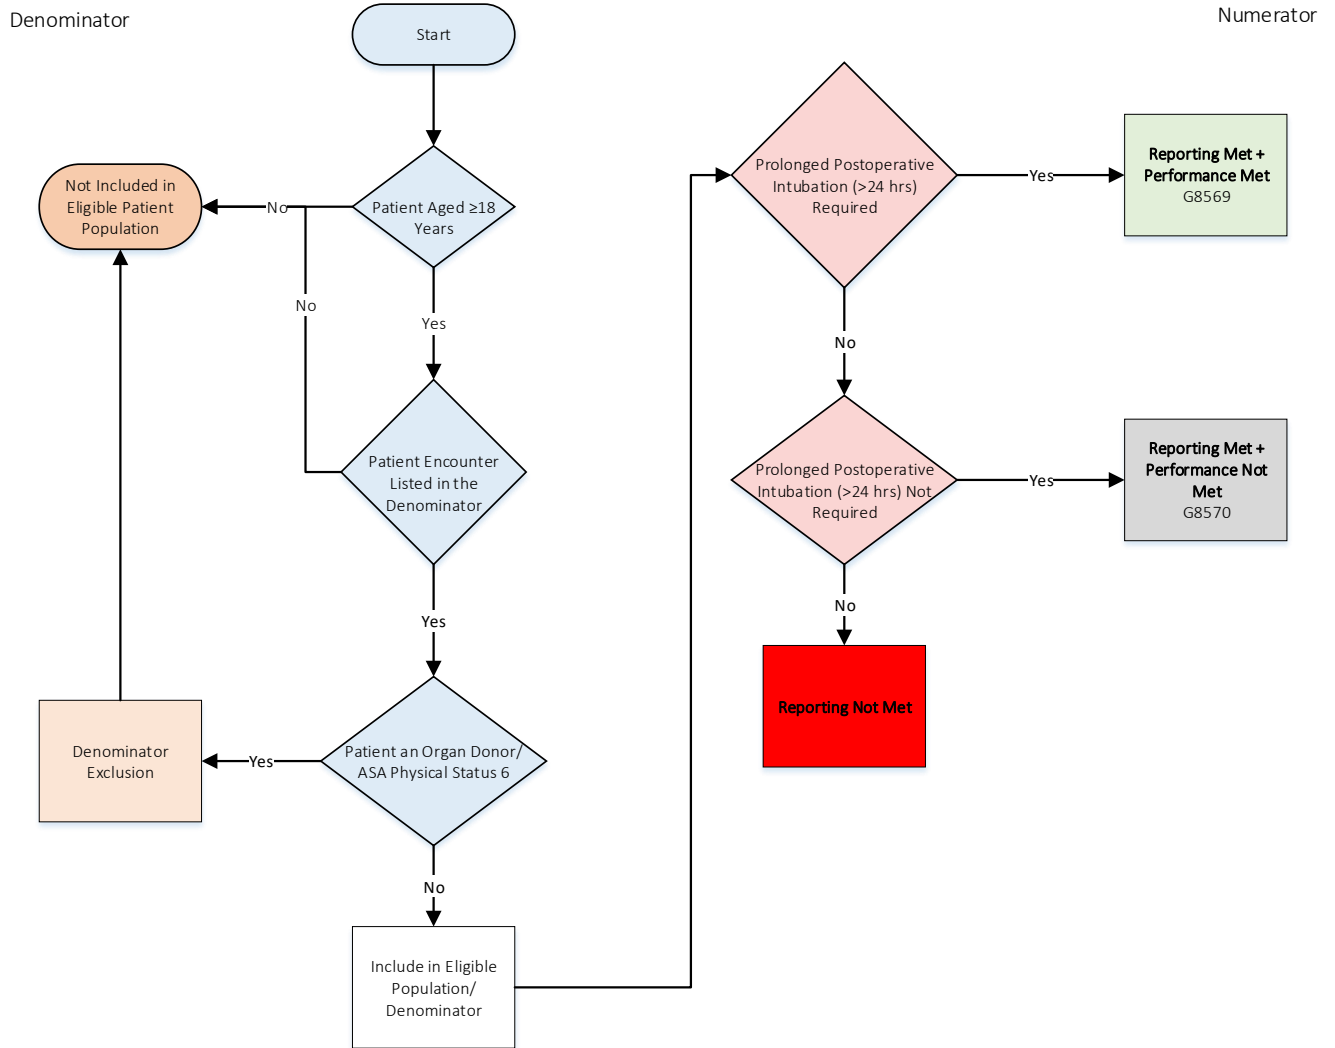 Denominator
Numerator
Start
Patient Aged ≥18
Years
No
Not Included in
Eligible Patient
Population
No
Yes
Patient Encounter
Listed in the
Denominator
Yes
Patient an Organ Donor/
ASA Physical Status 6
Yes
Denominator
Exclusion
No
Include in Eligible
Population/
Denominator
Prolonged Postoperative
Intubation (>24 hrs)
Required
Yes
Reporting Met +
Performance Met
G8569
No
Prolonged Postoperative
Intubation (>24 hrs) Not
Required
Yes
Reporting Met +
Performance Not
Met
G8570
No
Reporting Not Met